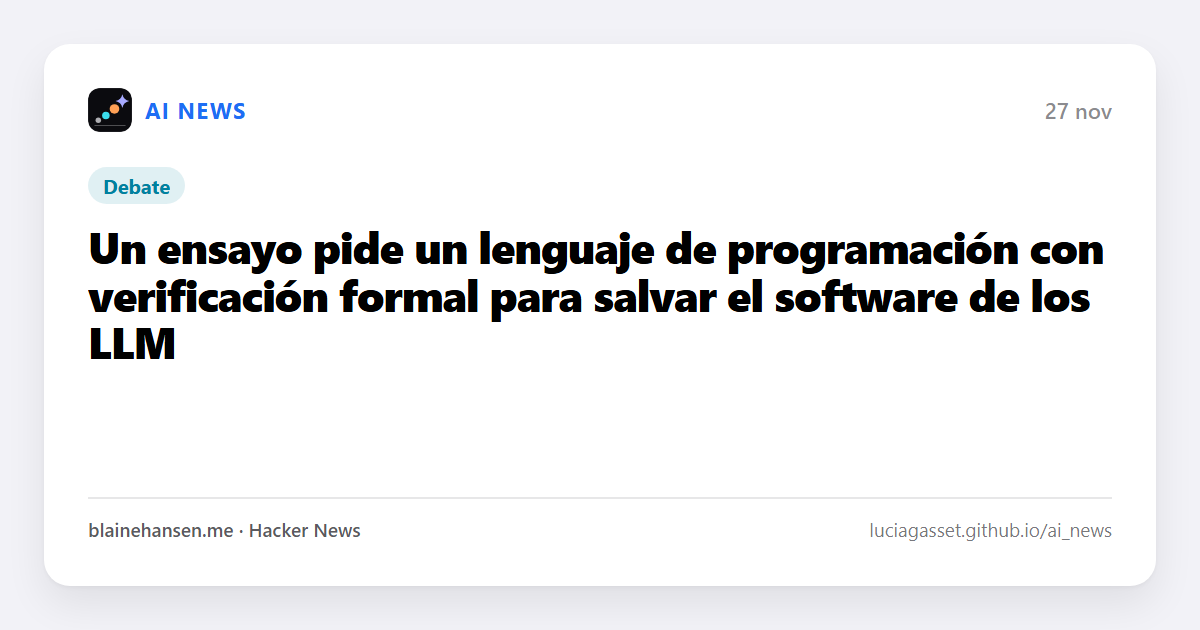 AI NEWS
27 nov
Debate
Un ensayo pide un lenguaje de programación con
verificación formal para salvar el software de los
LLM
blainehansen.me · Hacker News
luciagasset.github.io/ai_news